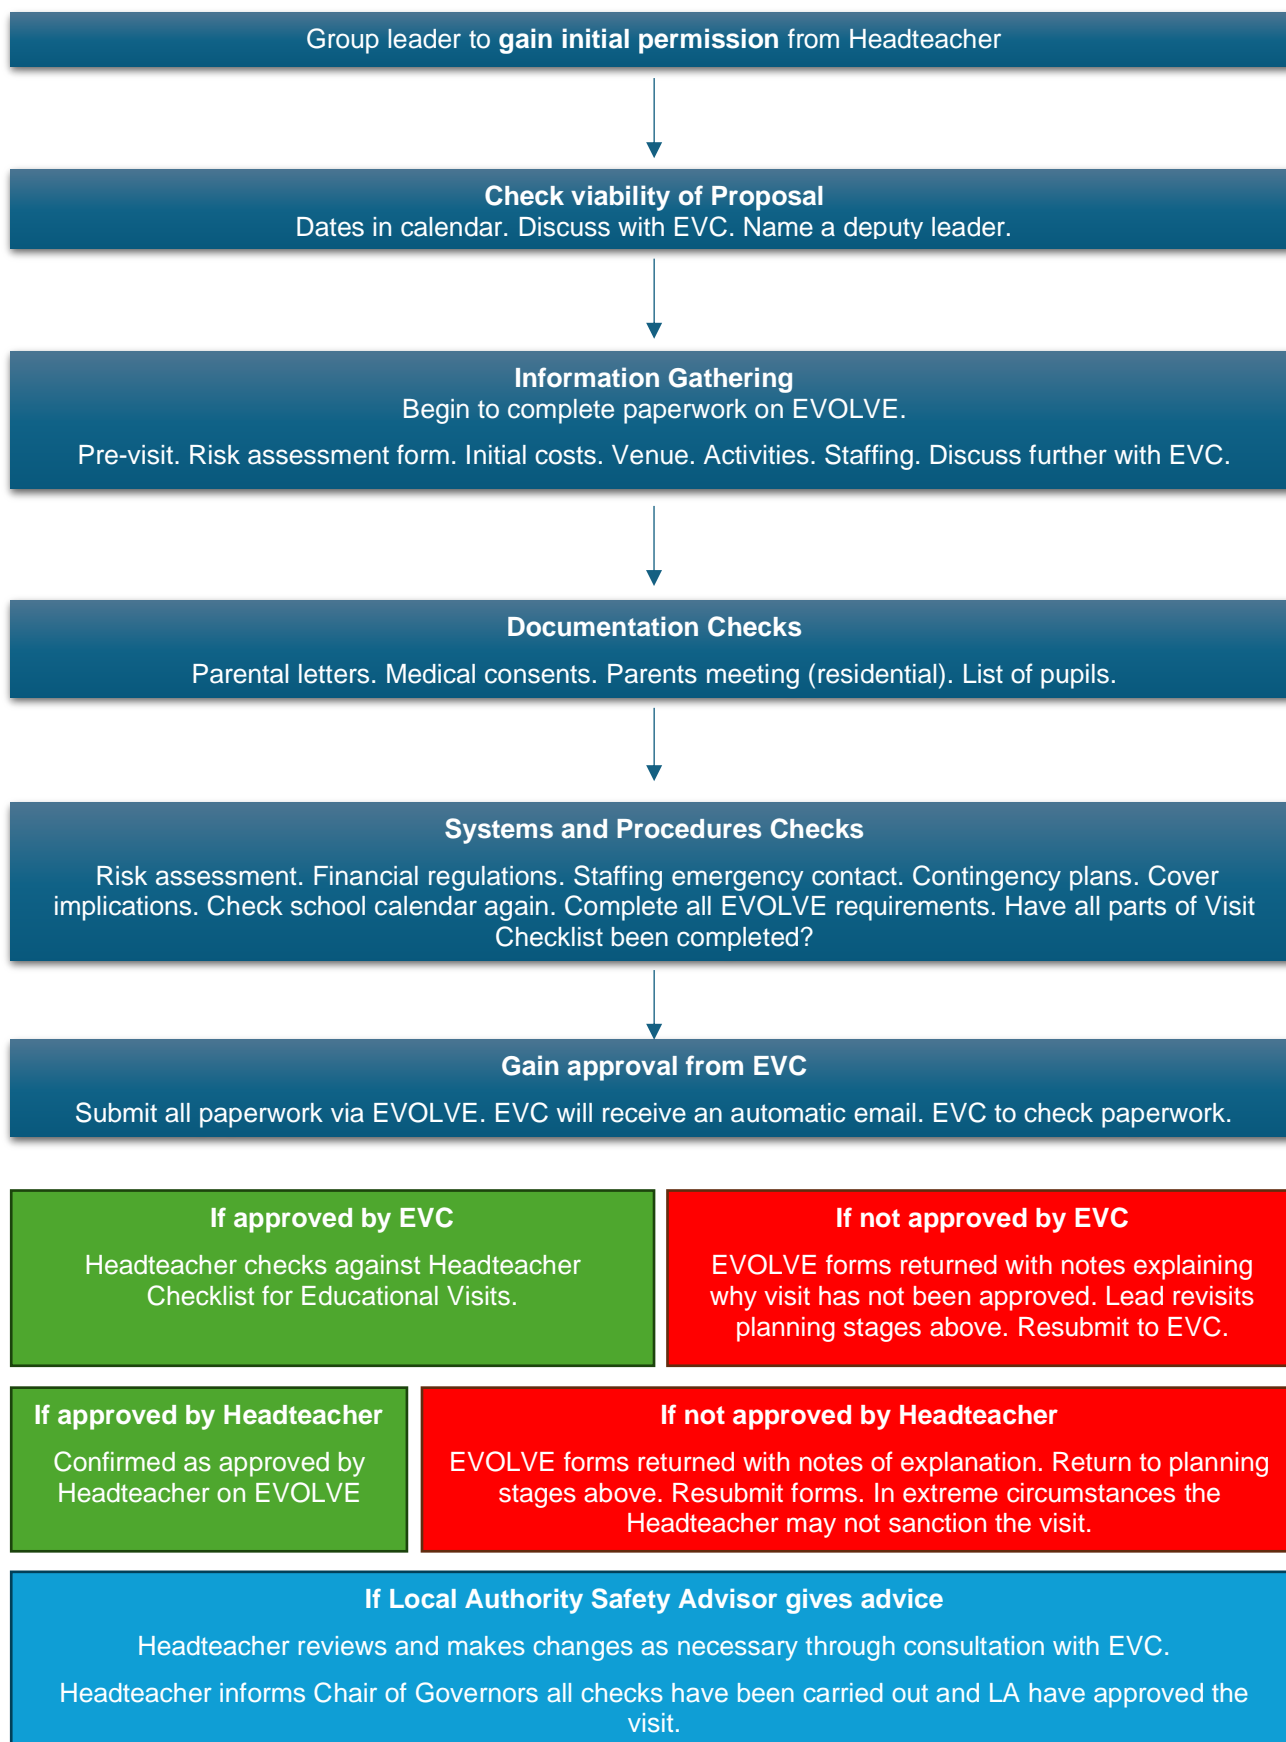 Group leader to gain initial permission from Headteacher
Check viability of Proposal
Dates in calendar. Discuss with EVC. Name a deputy leader.
Information Gathering
Begin to complete paperwork on EVOLVE.
Pre-visit. Risk assessment form. Initial costs. Venue. Activities. Staffing. Discuss further with EVC.
Documentation Checks
Parental letters. Medical consents. Parents meeting (residential). List of pupils.
Systems and Procedures Checks
Risk assessment. Financial regulations. Staffing emergency contact. Contingency plans. Cover
implications. Check school calendar again. Complete all EVOLVE requirements. Have all parts of Visit
Checklist been completed?
Gain approval from EVC
Submit all paperwork via EVOLVE. EVC will receive an automatic email. EVC to check paperwork.
If approved by EVC
Headteacher checks against Headteacher
Checklist for Educational Visits.
If not approved by EVC
EVOLVE forms returned with notes explaining
why visit has not been approved. Lead revisits
planning stages above. Resubmit to EVC.
If approved by Headteacher
Confirmed as approved by
Headteacher on EVOLVE
If not approved by Headteacher
EVOLVE forms returned with notes of explanation. Return to planning
stages above. Resubmit forms. In extreme circumstances the
Headteacher may not sanction the visit.
If Local Authority Safety Advisor gives advice
Headteacher reviews and makes changes as necessary through consultation with EVC.
Headteacher informs Chair of Governors all checks have been carried out and LA have approved the
visit.